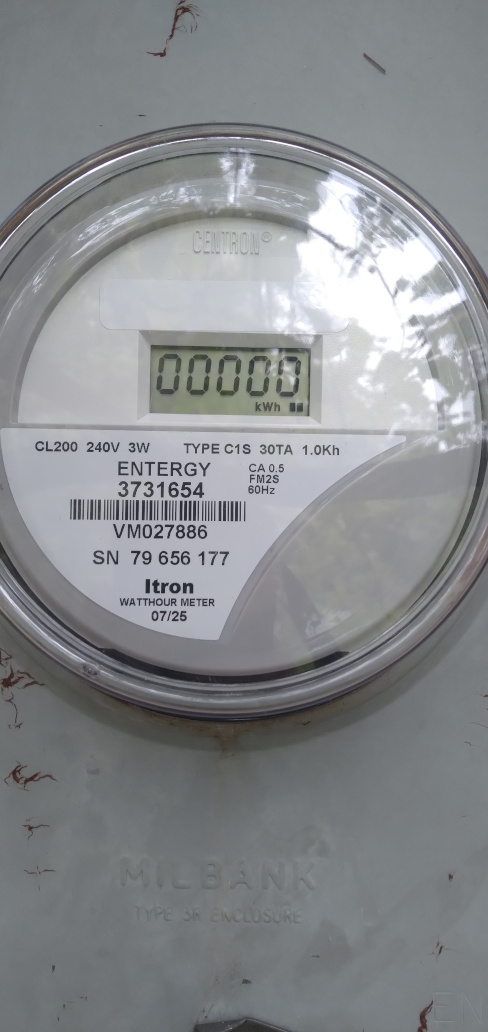 CENTRON®
00000
kWh
CL200 240V 3W TYPE C1S 30TA 1.0Kh
ENTERGY
CA 0.5
3731654
FM2S
60Hz
VM027886
SN 79 656 177
Itron
WATTHOUR METER
07/25
MILBANK
TYPE 3R ENCLOSURE
EN